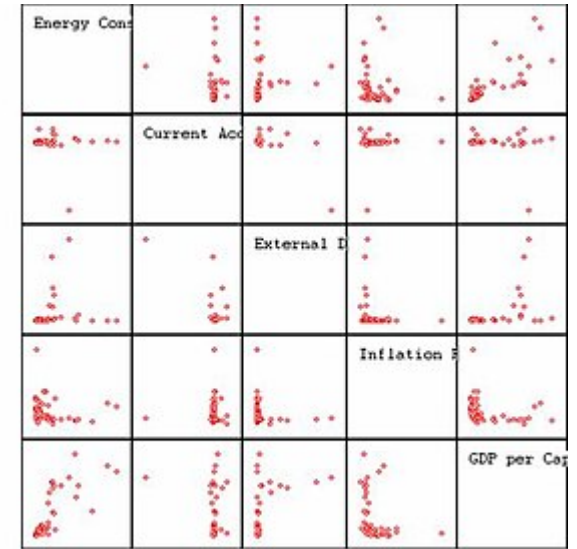 Energy Cons
Current Acc
External D
Inflation
GDP per Cap